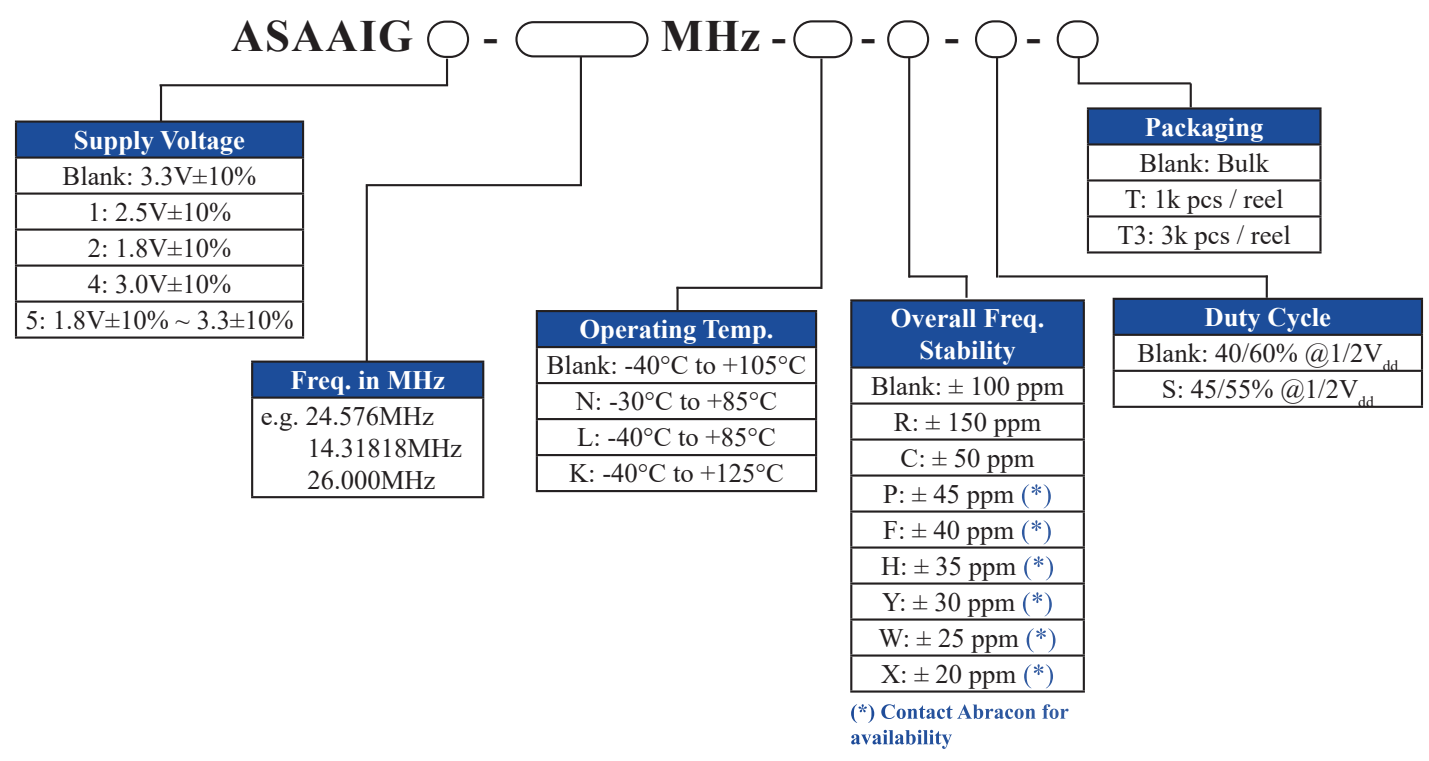 ASAAIG - MHz - - - -
Supply Voltage
Blank: 3.3V±10%
1: 2.5V±10%
2: 1.8V±10%
4: 3.0V±10%
5: 1.8V±10% ~ 3.3±10%
Freq. in MHz
e.g. 24.576MHz
14.31818MHz
26.000MHz
Operating Temp.
Blank: -40°C to +105°C
N: -30°C to +85°C
L: -40°C to +85°C
K: -40°C to +125°C
Overall Freq.
Stability
Blank: ± 100 ppm
R: ± 150 ppm
C: ± 50 ppm
P: ± 45 ppm (*)
F: ± 40 ppm (*)
H: ± 35 ppm (*)
Y: ± 30 ppm (*)
W: ± 25 ppm (*)
X: ± 20 ppm (*)
(*) Contact Abracon for
availability
Duty Cycle
Blank: 40/60% @1/2Vdd
S: 45/55% @1/2Vdd
Packaging
Blank: Bulk
T: 1k pcs / reel
T3: 3k pcs / reel